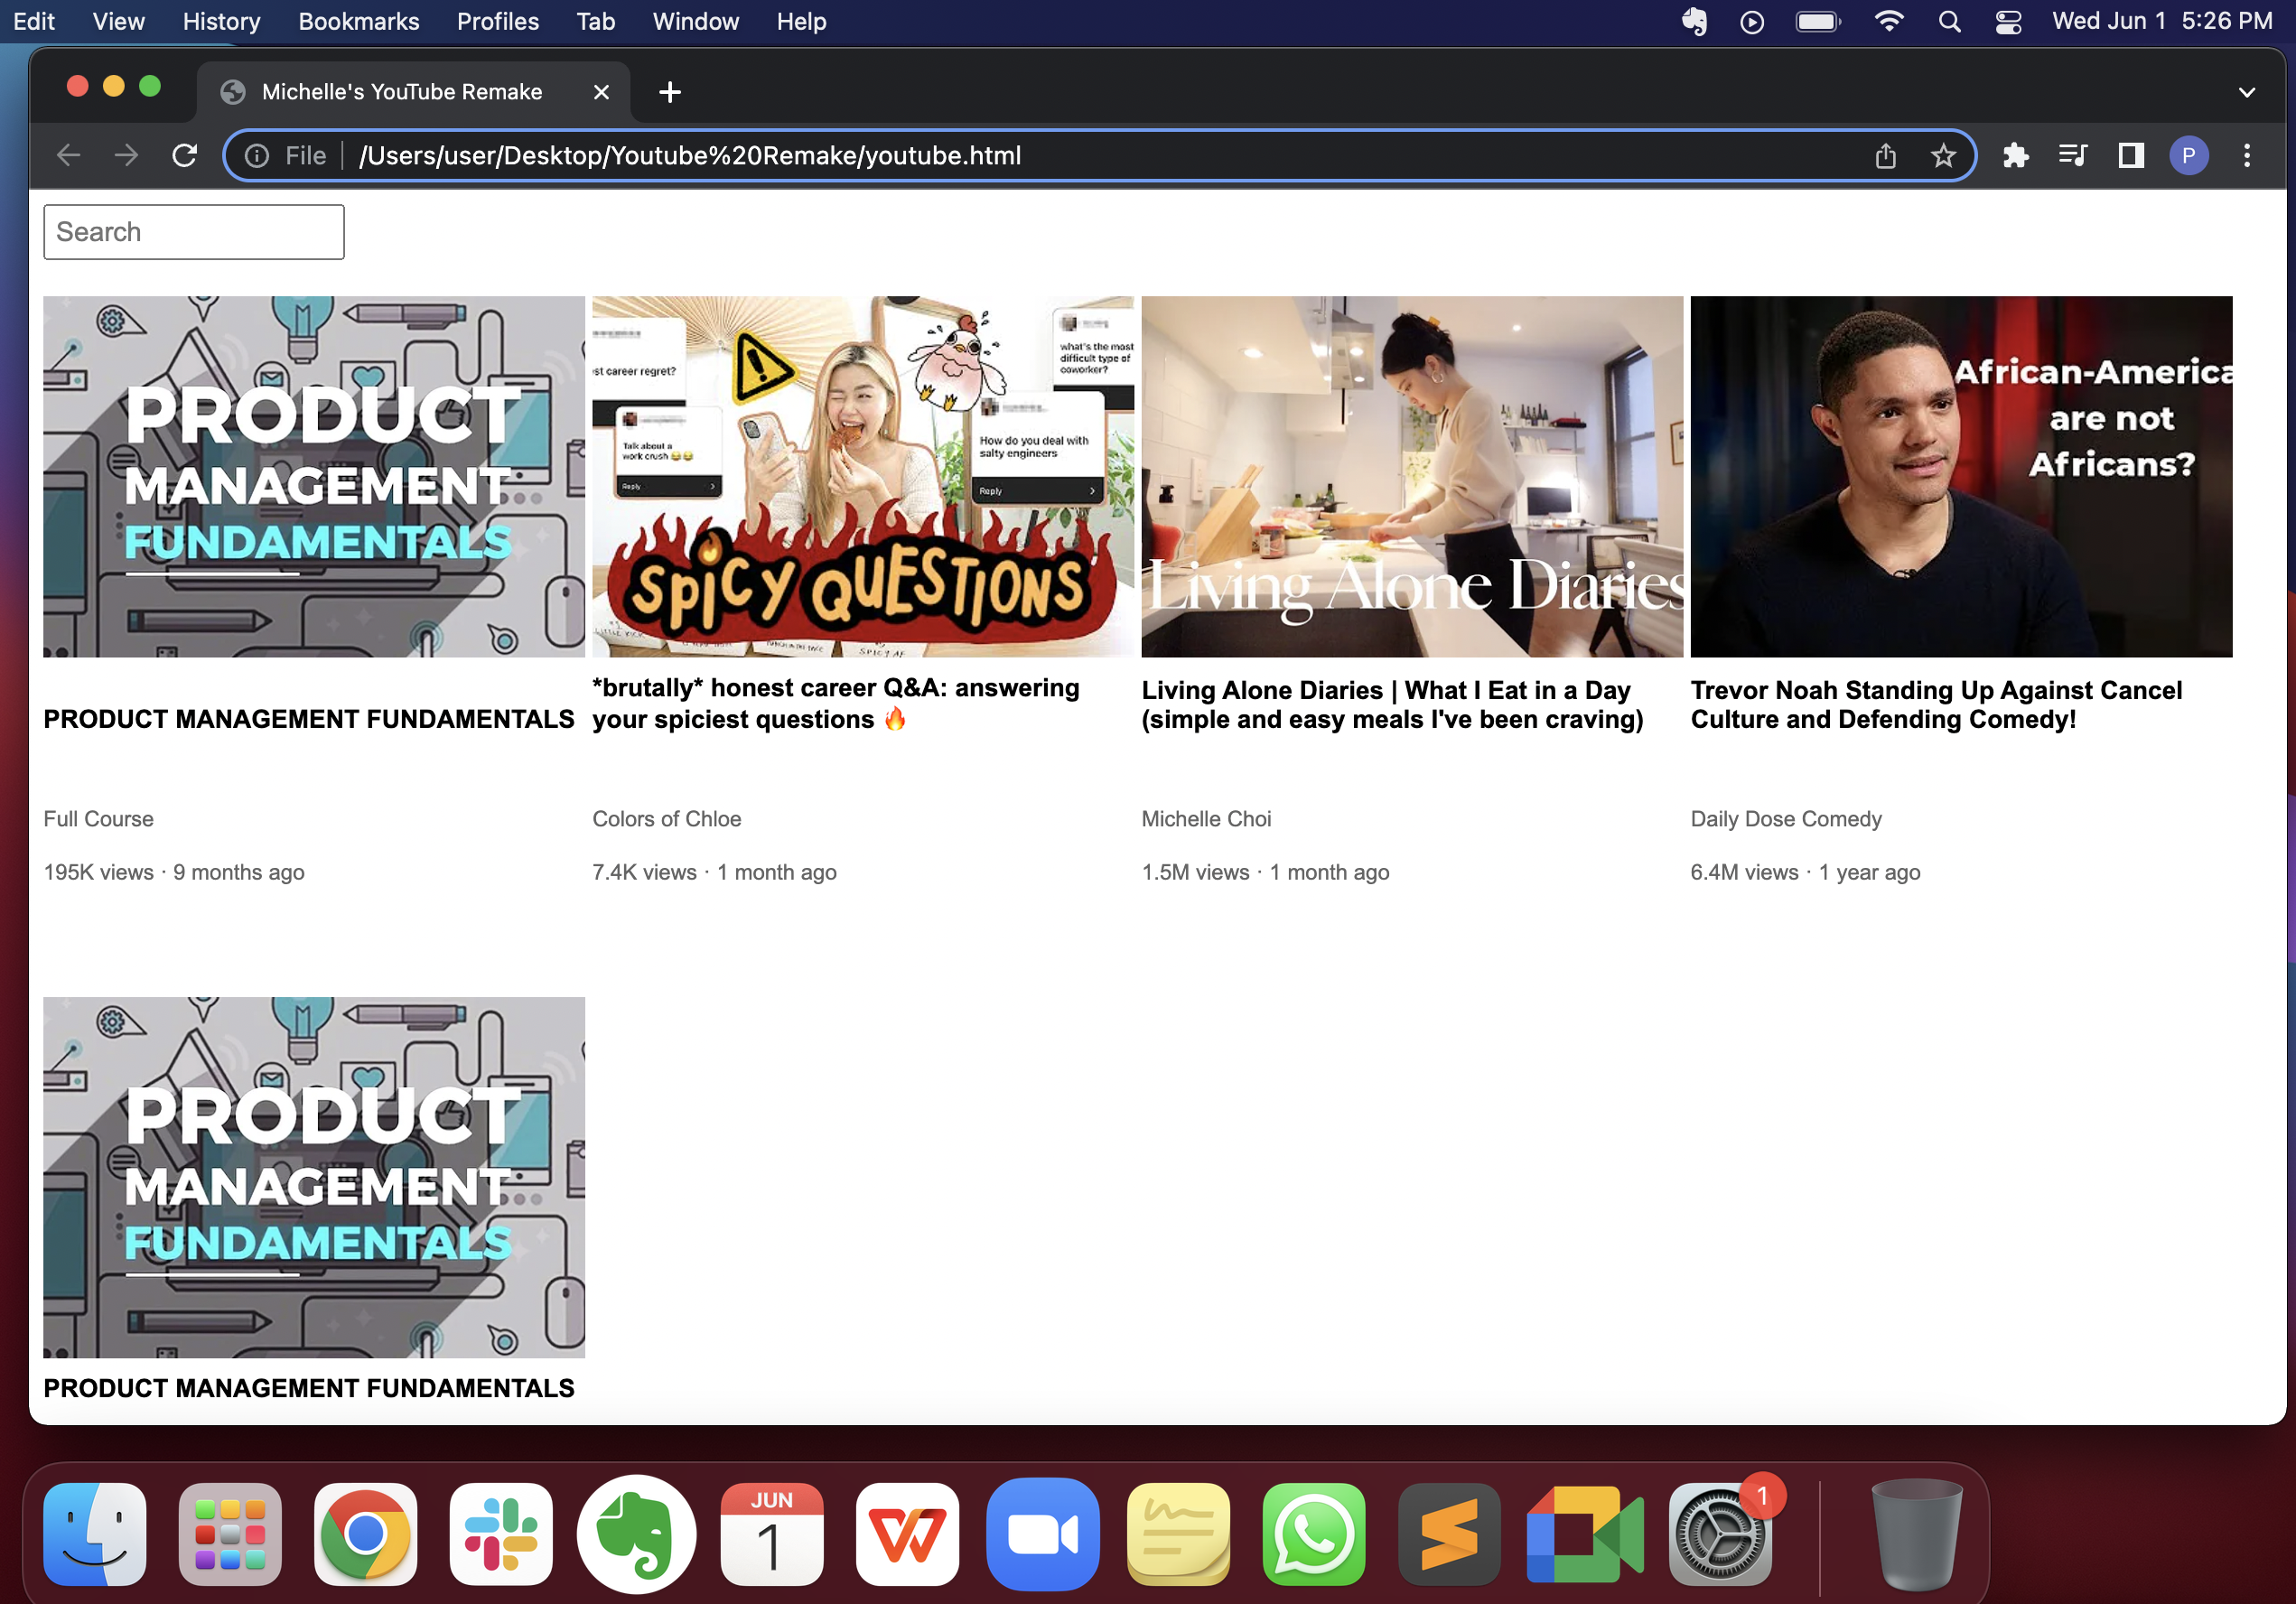 Edit View History Bookmarks Profiles Tab Window Help Wed Jun 1 5:26 PM
Michelle's YouTube Remake
File /Users/user/Desktop/Youtube%20Remake/youtube.html P
Search
PRODUCT
MANAGEMENT
FUNDAMENTALS
st career regret?
what's the most
difficult type of
coworker?
Talk about a
work crush 😂😂
Reply
How do you deal with
salty engineers
Reply
SPICY QUESTIONS
SPICY AF
Living Alone Diaries
African-America
are not
Africans?
PRODUCT MANAGEMENT FUNDAMENTALS
*brutally* honest career Q&A: answering
your spiciest questions 🔥
Living Alone Diaries | What I Eat in a Day
(simple and easy meals I've been craving)
Trevor Noah Standing Up Against Cancel
Culture and Defending Comedy!
Full Course
Colors of Chloe
Michelle Choi
Daily Dose Comedy
195K views · 9 months ago
7.4K views · 1 month ago
1.5M views · 1 month ago
6.4M views · 1 year ago
PRODUCT
MANAGEMENT
FUNDAMENTALS
PRODUCT MANAGEMENT FUNDAMENTALS
JUN
1
1